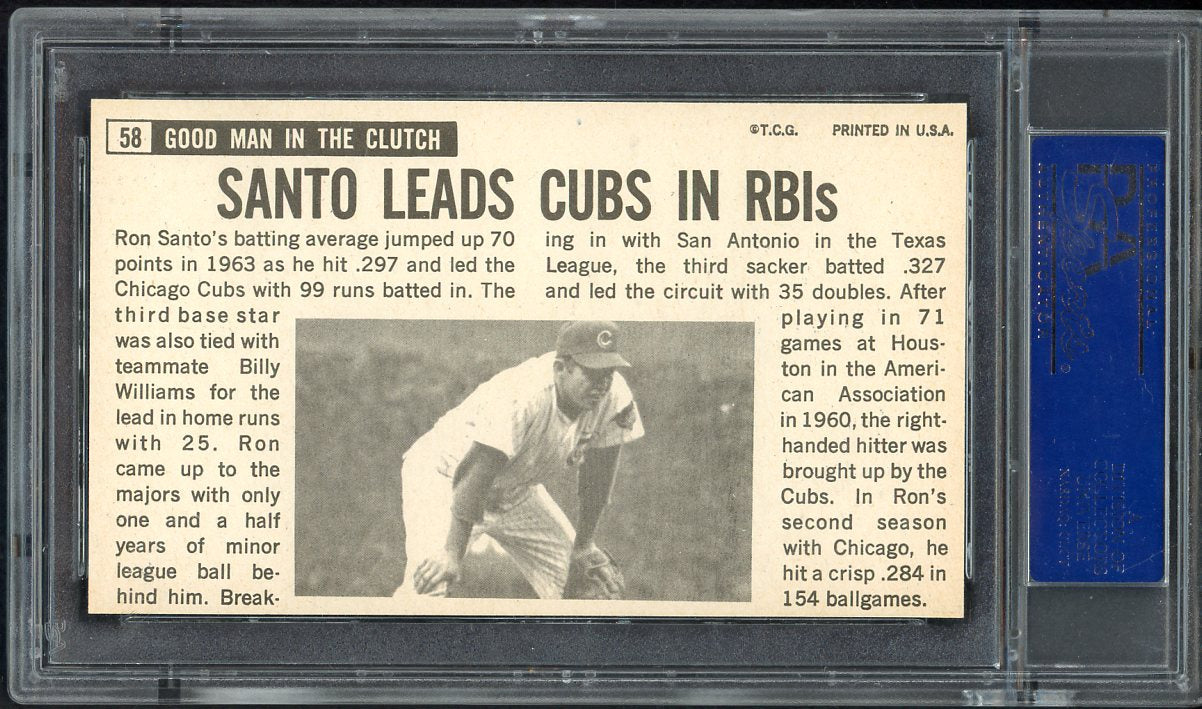 58 GOOD MAN IN THE CLUTCH
©T.C.G. PRINTED IN U.S.A.
SANTO LEADS CUBS IN RBIs
Ron Santo's batting average jumped up 70
points in 1963 as he hit .297 and led the
Chicago Cubs with 99 runs batted in. The
third base star
was also tied with
teammate Billy
Williams for the
lead in home runs
with 25. Ron
came up to the
majors with only
one and a half
years of minor
league ball be-
hind him. Break-
ing in with San Antonio in the Texas
League, the third sacker batted .327
and led the circuit with 35 doubles. After
playing in 71
games at Hous-
ton in the Ameri-
can Association
in 1960, the right-
handed hitter was
brought up by the
Cubs. In Ron's
second season
with Chicago, he
hit a crisp .284 in
154 ballgames.
C
PROFESSIONAL
PSA